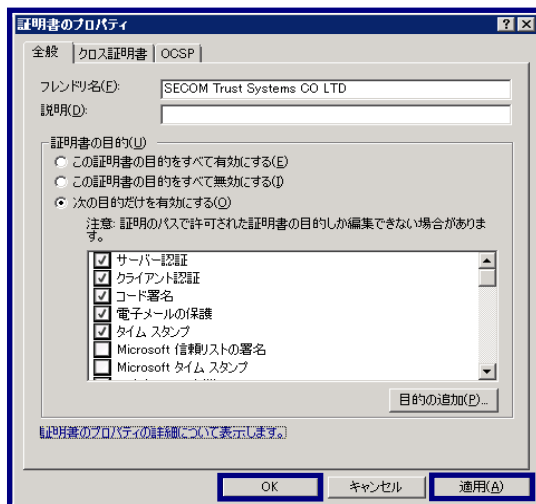 証明書のプロパティ
全般 クロス証明書 OCSP
フレンドリ名(F): SECOM Trust Systems CO LTD
説明(D):
証明書の目的(U)
この証明書の目的をすべて有効にする(E)
この証明書の目的をすべて無効にする(I)
次の目的だけを有効にする(O)
注意: 証明のパスで許可された証明書の目的しか編集できない場合がありま
す。
サーバー認証
クライアント認証
コード署名
電子メールの保護
タイム スタンプ
Microsoft 信頼リストの署名
Microsoft タイム スタンプ
目的の追加(P)...
証明書のプロパティの詳細について表示します。
OK キャンセル 適用(A)